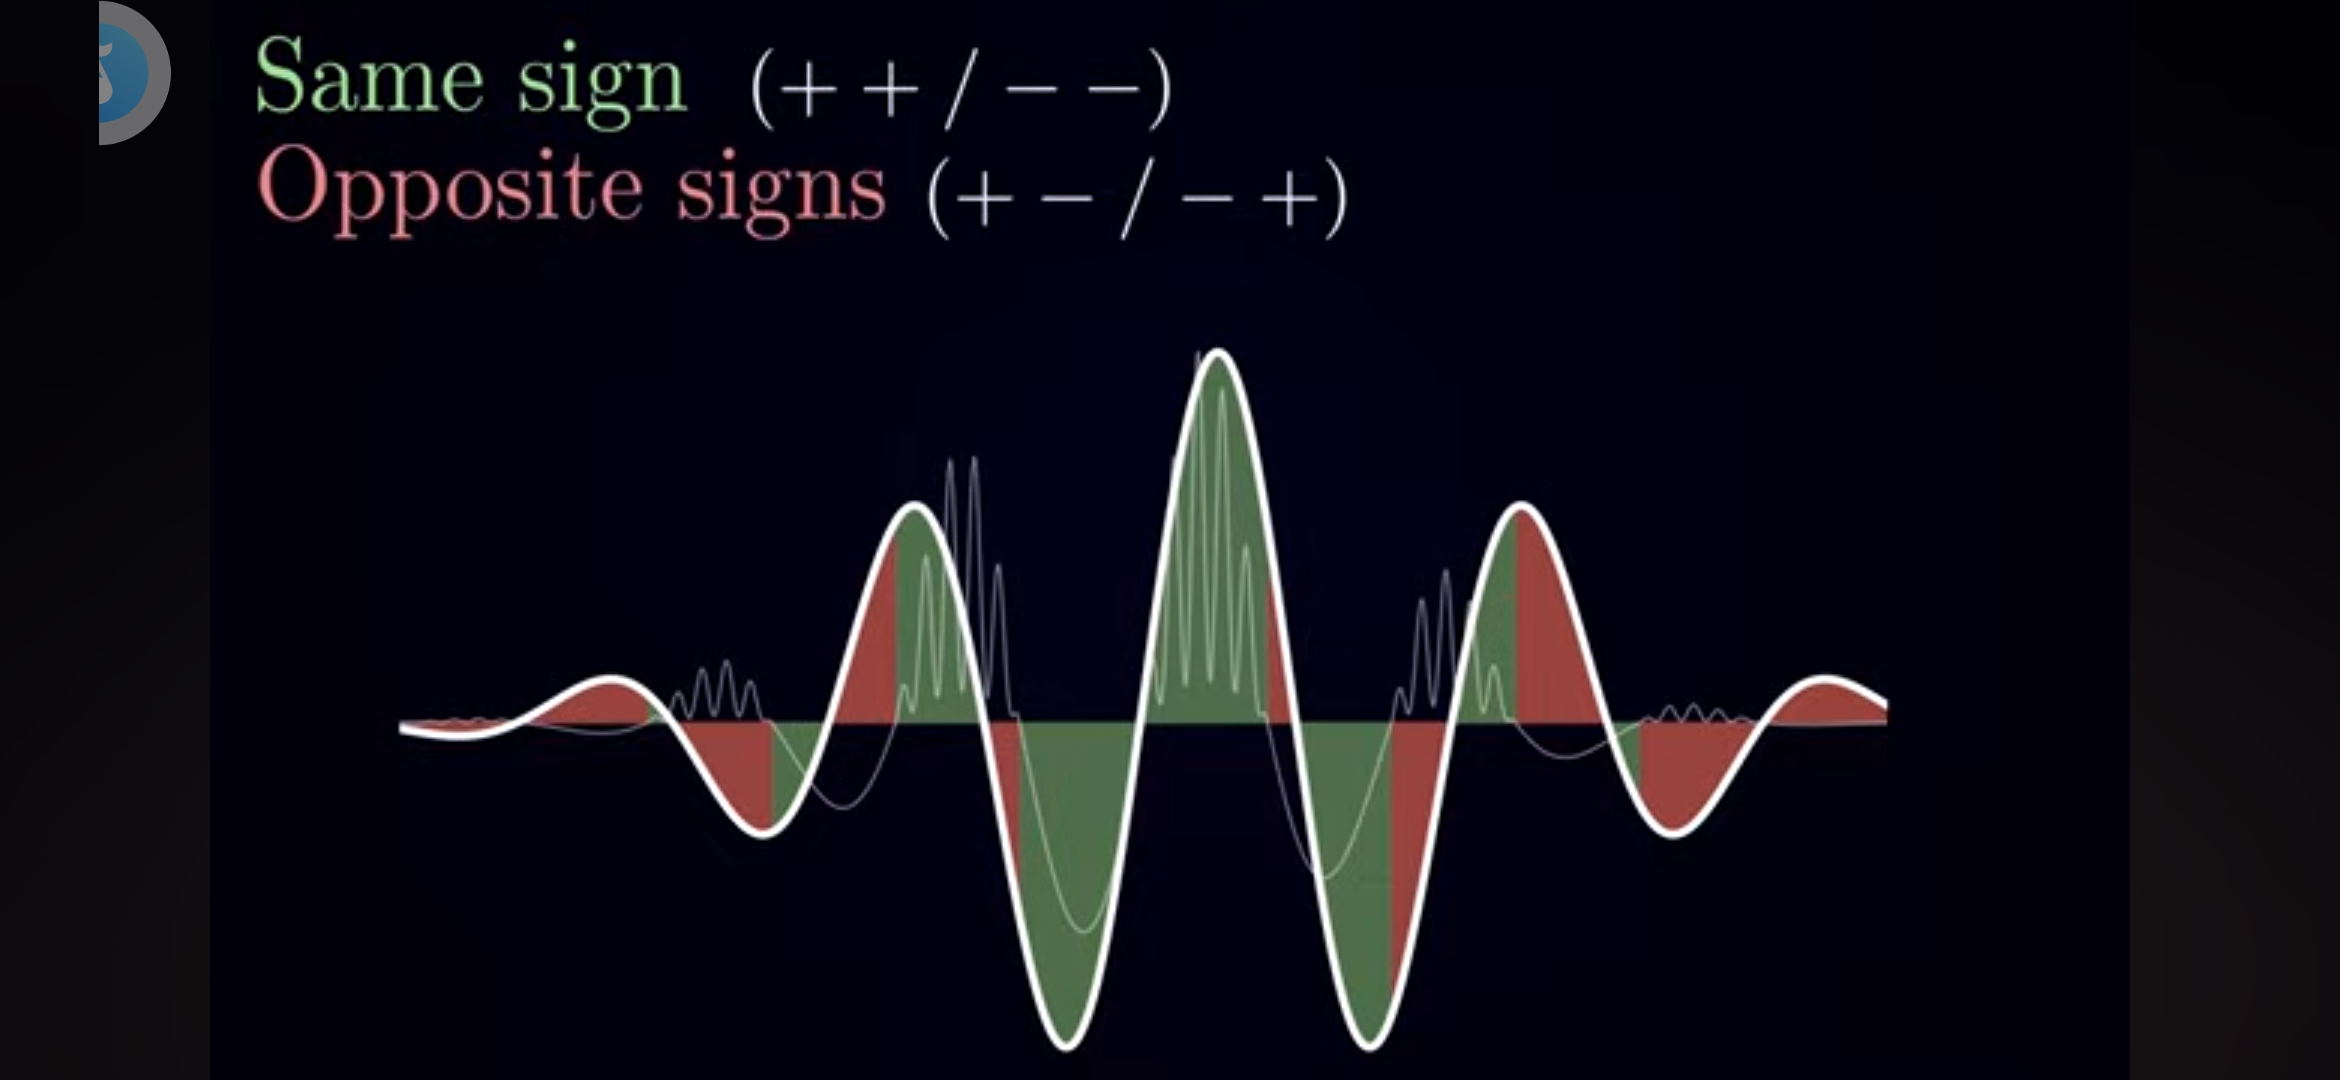 Same sign (+ + / − −)
Opposite signs (+ − / − +)